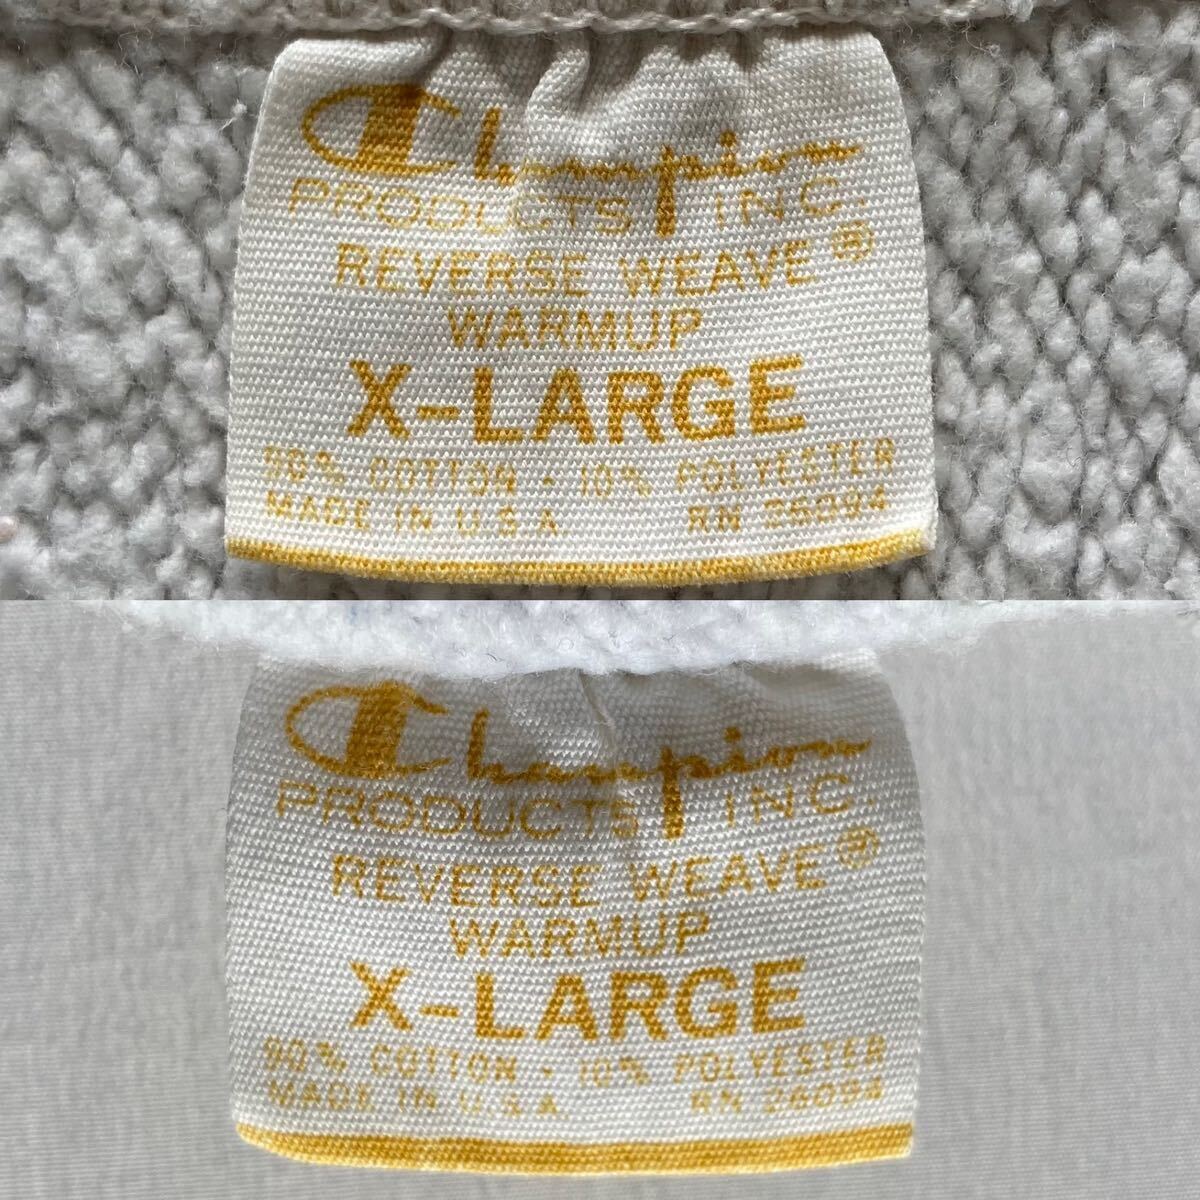 Champion
PRODUCTS INC.
REVERSE WEAVE®
WARMUP
X-LARGE
90% COTTON - 10% POLYESTER
MADE IN U.S.A. RN 26094
Champion
PRODUCTS INC.
REVERSE WEAVE®
WARMUP
X-LARGE
90% COTTON - 10% POLYESTER
MADE IN U.S.A. RN 26094